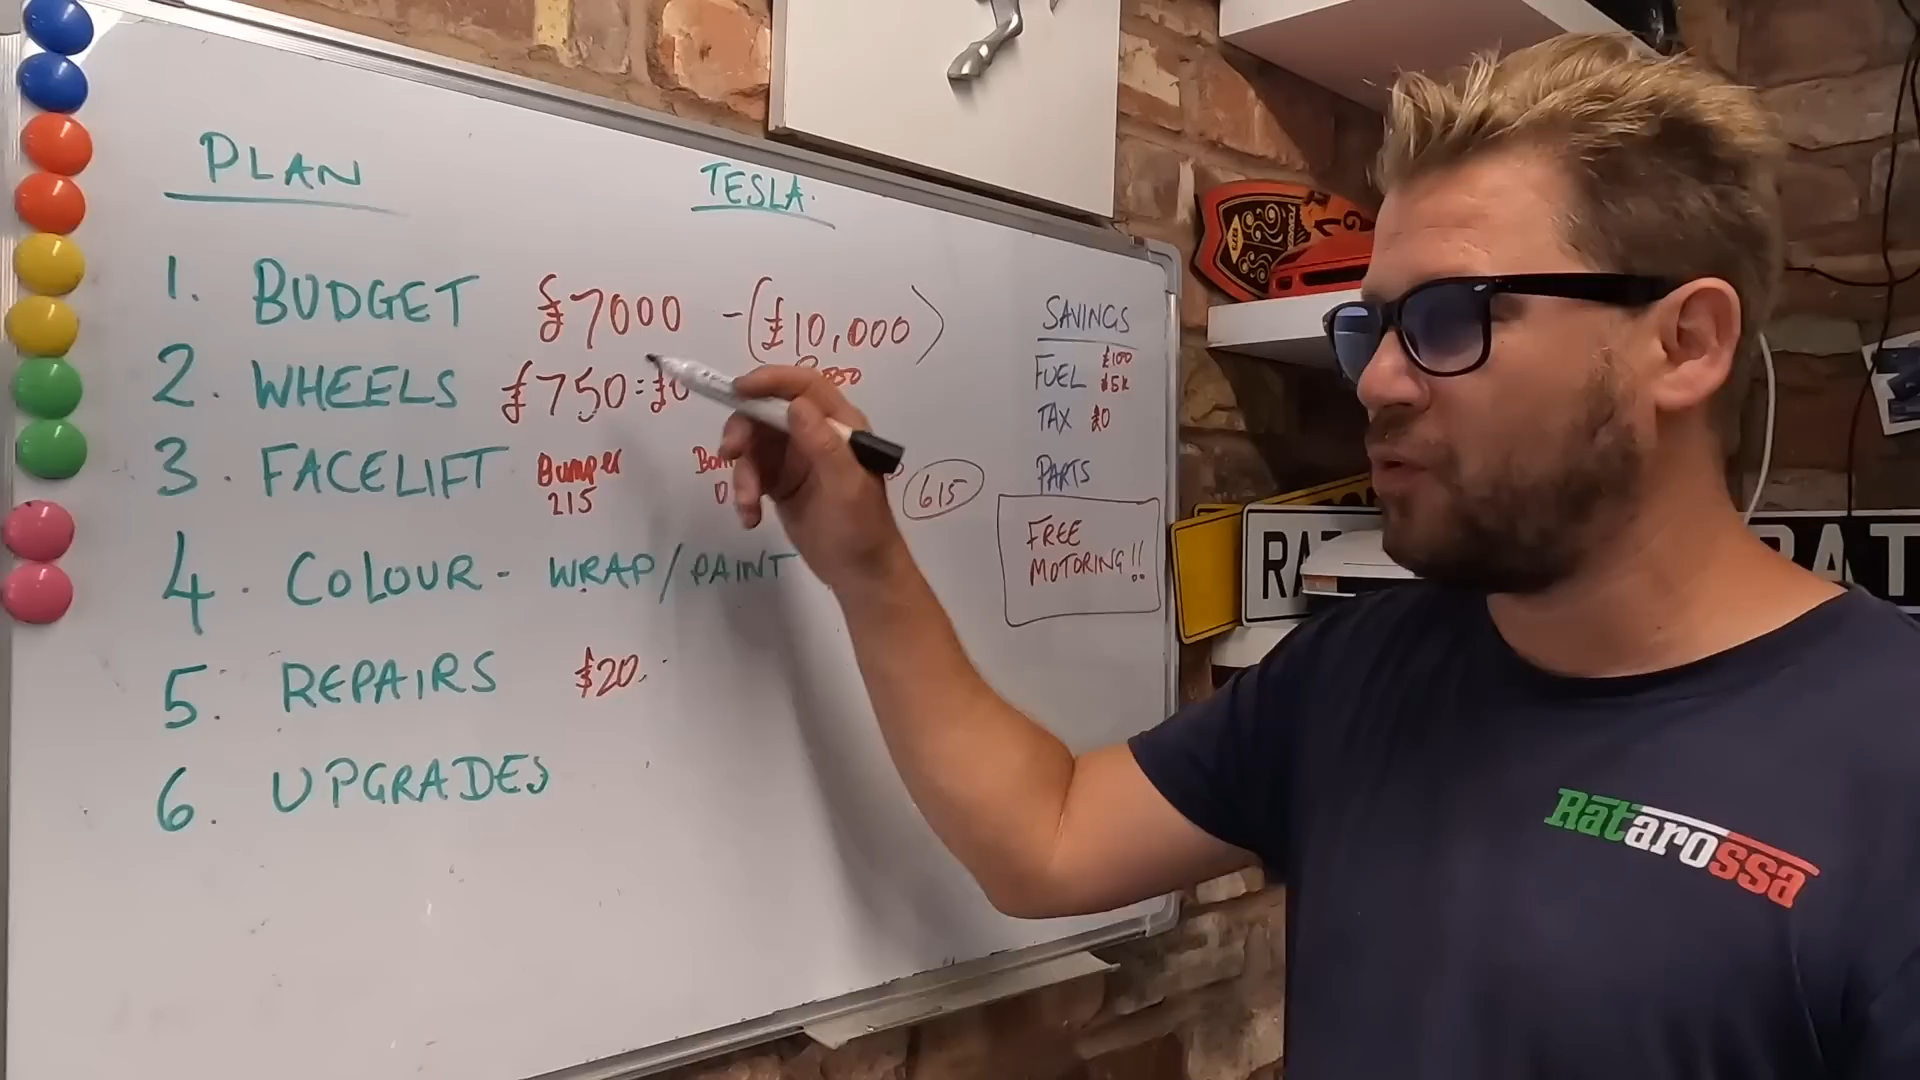 PLAN
TESLA.
1. BUDGET £7000 - (£10,000)
2. WHEELS £750 = £0
3. FACELIFT Bumper
215
615
4. COLOUR - WRAP/PAINT
5. REPAIRS £20.
6. UPGRADES
SAVINGS
FUEL £100
£5K
TAX £0
PARTS
FREE
MOTORING!!
Ratarossa